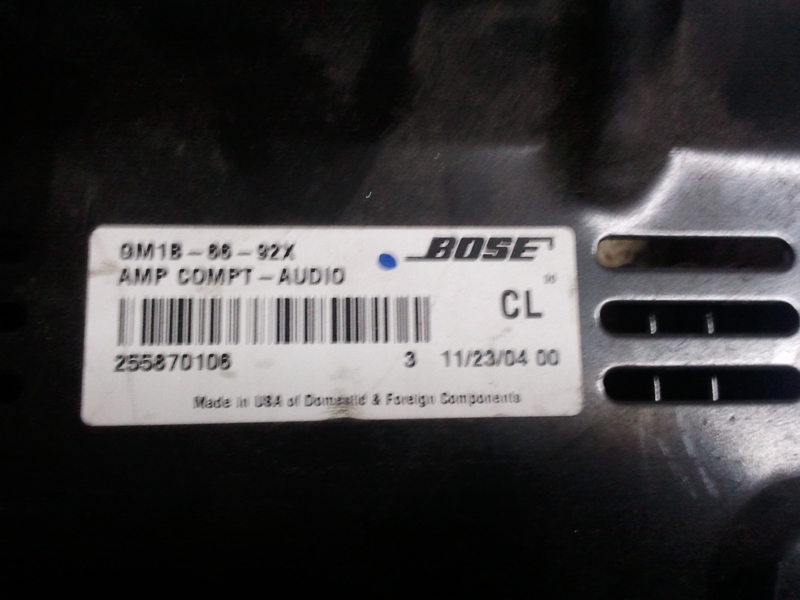 GM1B-66-92X
BOSE
AMP COMPT-AUDIO
CL
255870106 3 11/23/04 00
Made in USA of Domestic & Foreign Components